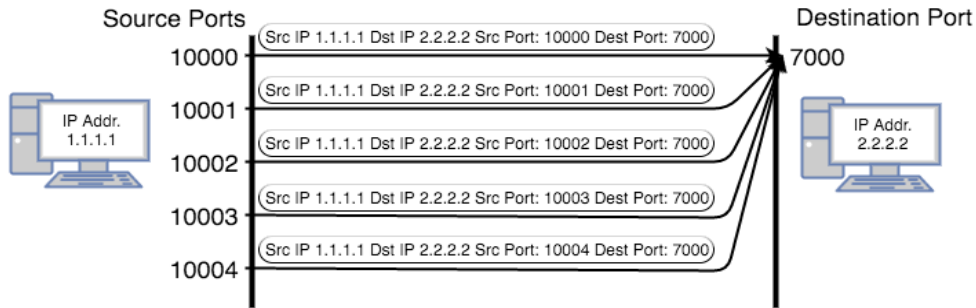 Source Ports
Destination Port
Src IP 1.1.1.1 Dst IP 2.2.2.2 Src Port: 10000 Dest Port: 7000
10000
7000
Src IP 1.1.1.1 Dst IP 2.2.2.2 Src Port: 10001 Dest Port: 7000
10001
IP Addr.
1.1.1.1
IP Addr.
2.2.2.2
Src IP 1.1.1.1 Dst IP 2.2.2.2 Src Port: 10002 Dest Port: 7000
10002
Src IP 1.1.1.1 Dst IP 2.2.2.2 Src Port: 10003 Dest Port: 7000
10003
Src IP 1.1.1.1 Dst IP 2.2.2.2 Src Port: 10004 Dest Port: 7000
10004